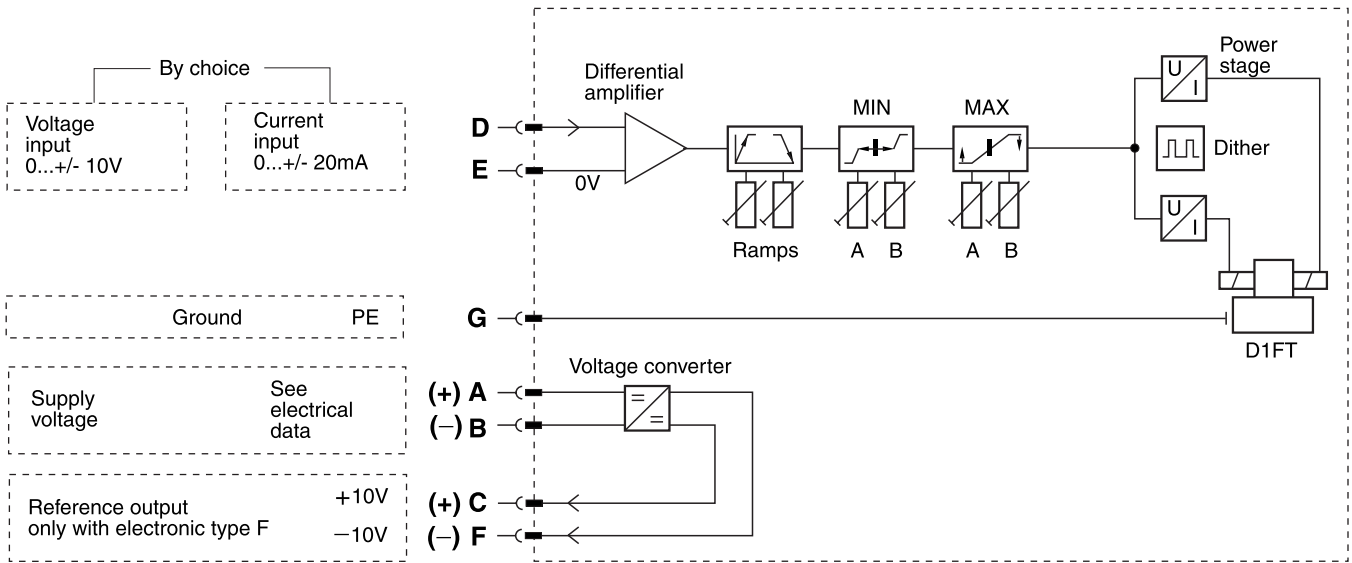 By choice
Voltage
input
0...+/- 10V
Current
input
0...+/- 20mA
D
E
Differential
amplifier
0V
Ramps
MIN
A B
MAX
A B
Power
stage
U
I
Dither
U
I
D1FT
Ground PE
G
Supply
voltage
See
electrical
data
(+) A
(−) B
Voltage converter
=
=
Reference output
only with electronic type F
+10V
−10V
(+) C
(−) F